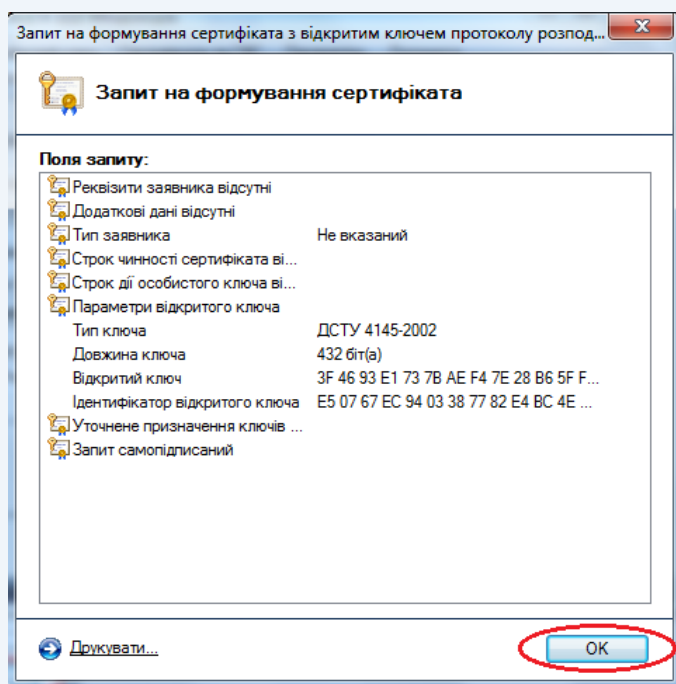 Запит на формування сертифіката з відкритим ключем протоколу розпод...
Запит на формування сертифіката
Поля запиту:
Реквізити заявника відсутні
Додаткові дані відсутні
Тип заявника Не вказаний
Строк чинності сертифіката ві...
Строк дії особистого ключа ві...
Параметри відкритого ключа
Тип ключа ДСТУ 4145-2002
Довжина ключа 432 біт(а)
Відкритий ключ 3F 46 93 E1 73 7B AE F4 7E 28 B6 5F F...
Ідентифікатор відкритого ключа E5 07 67 EC 94 03 38 77 82 E4 BC 4E ...
Уточнене призначення ключів ...
Запит самопідписаний
Друкувати...
OK